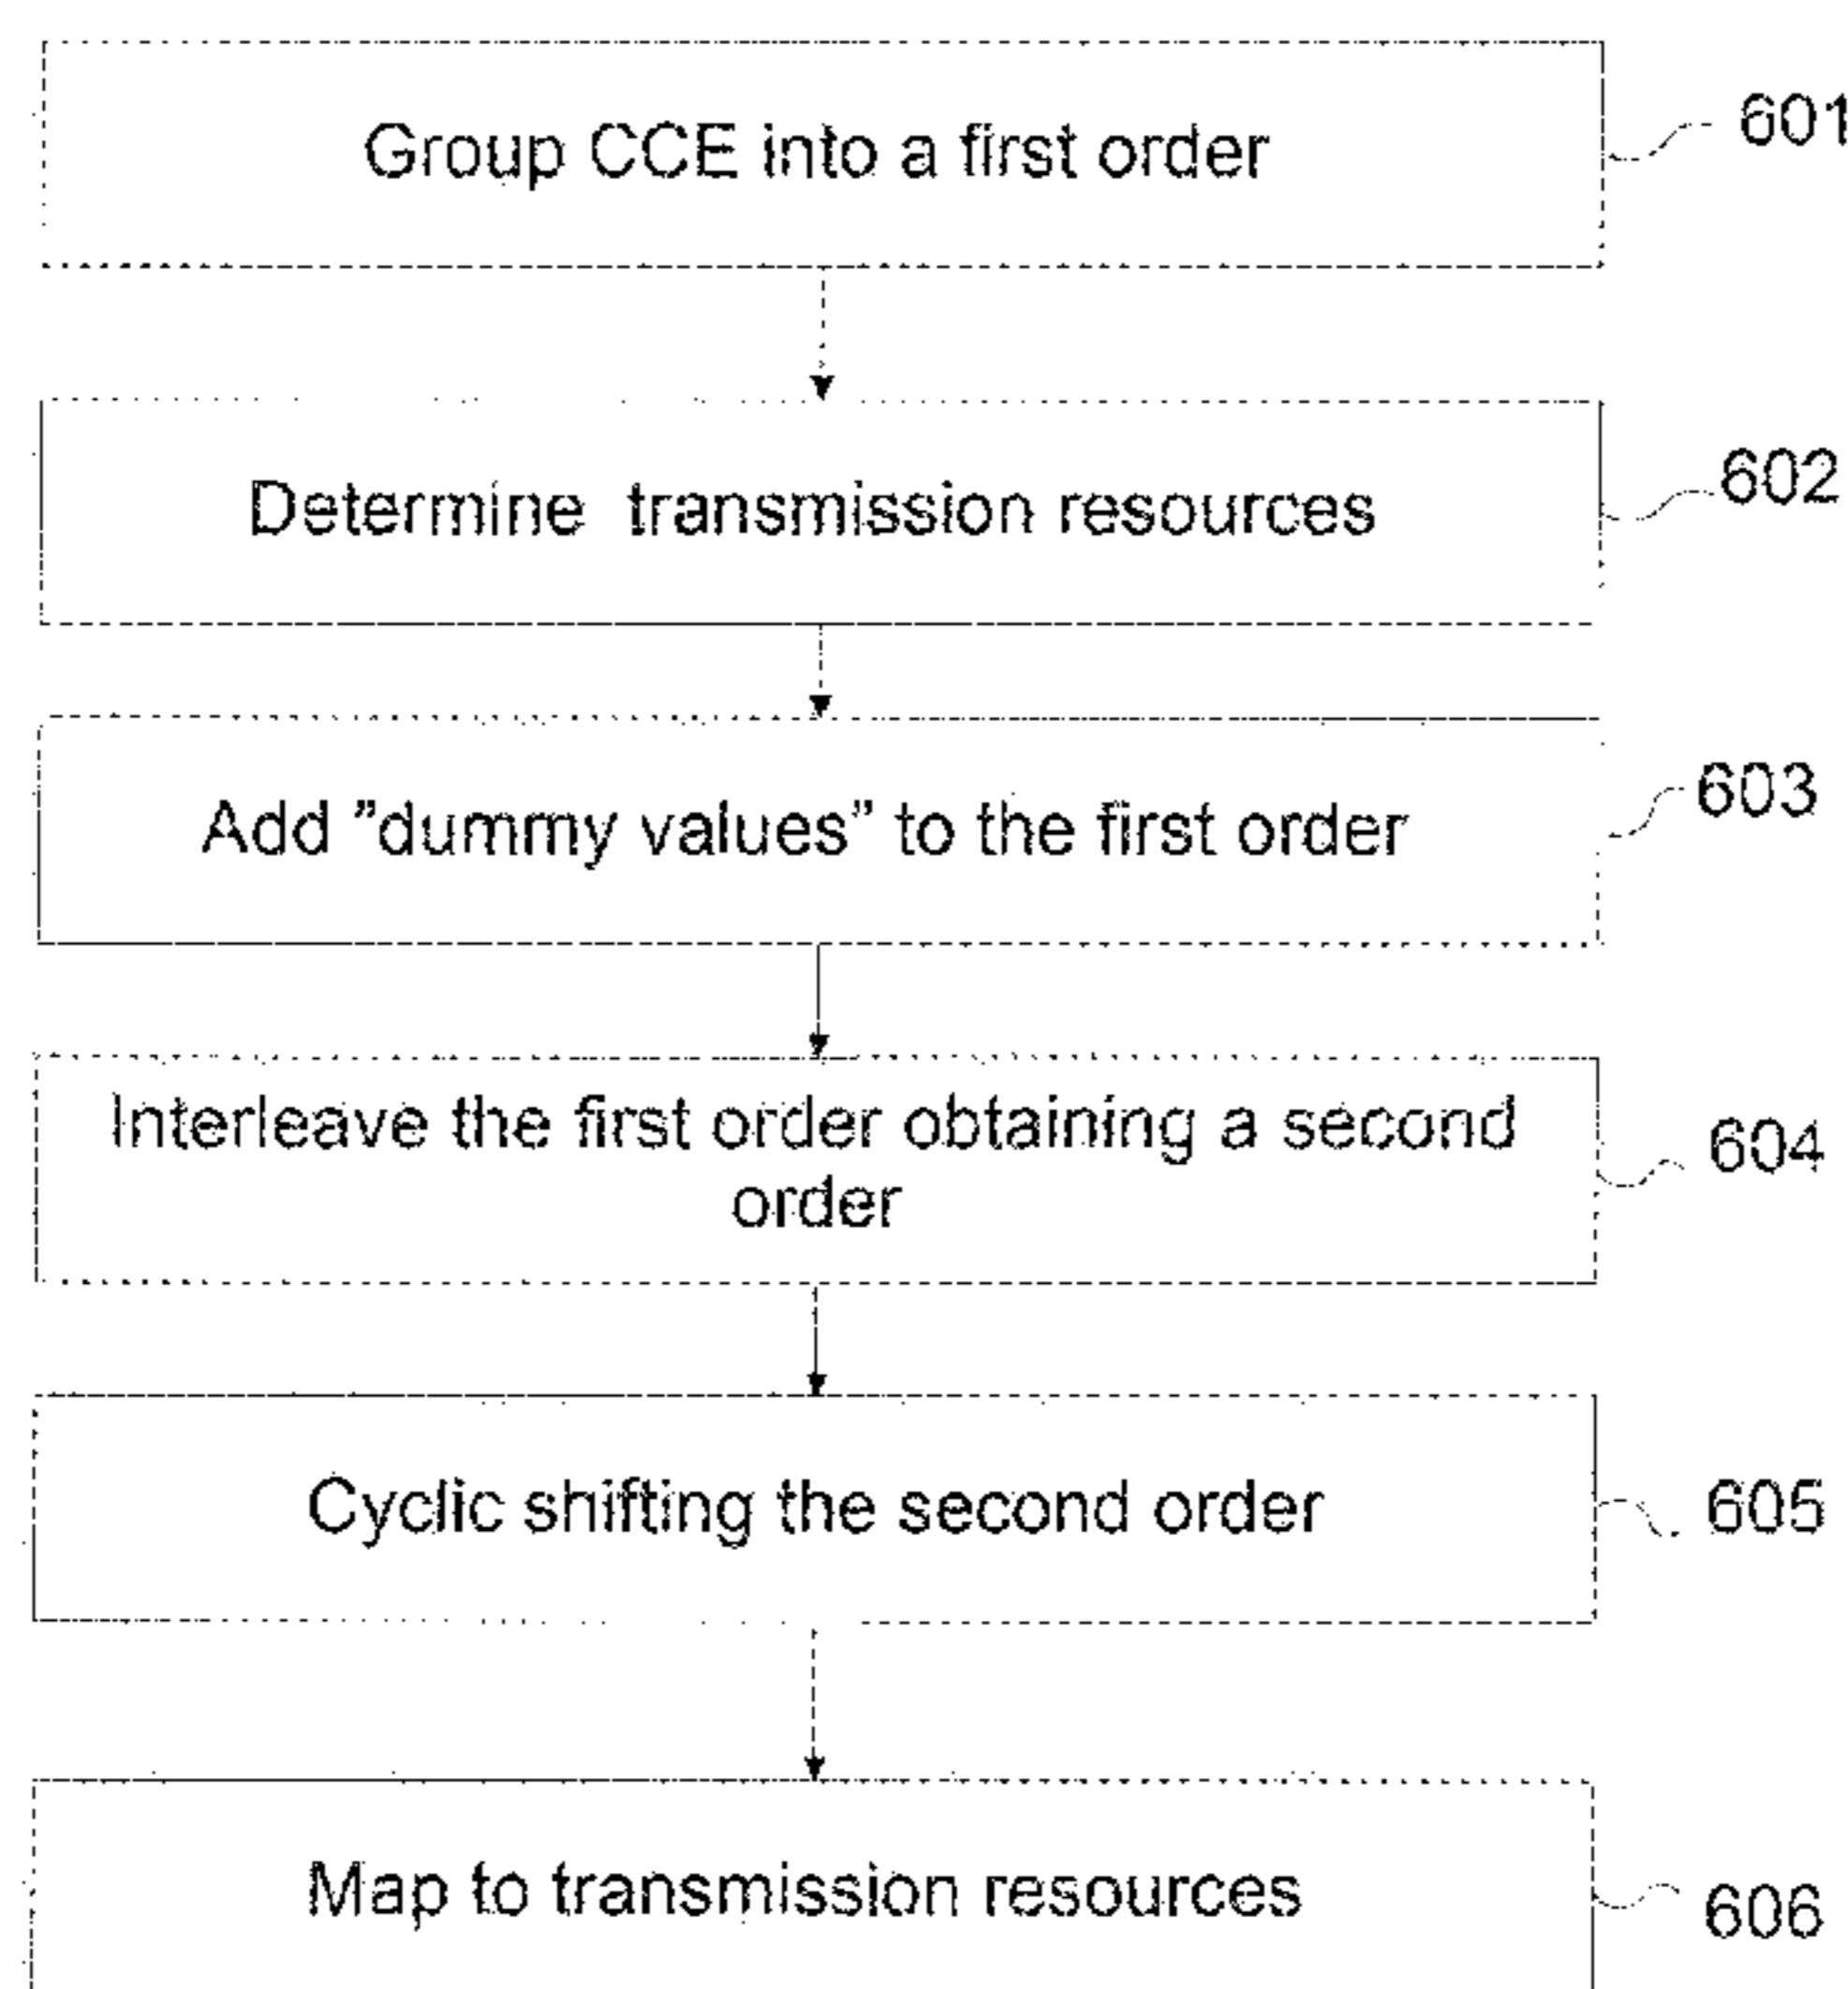 Group CCE into a first order
601
Determine transmission resources
602
Add ”dummy values” to the first order
603
Interleave the first order obtaining a second
order
604
Cyclic shifting the second order
605
Map to transmission resources
606